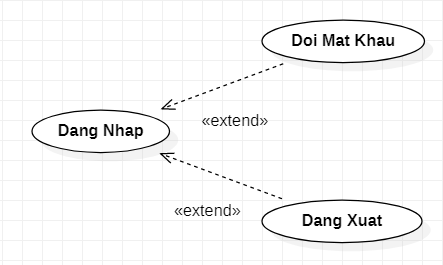 Doi Mat Khau
«extend»
Dang Nhap
«extend»
Dang Xuat